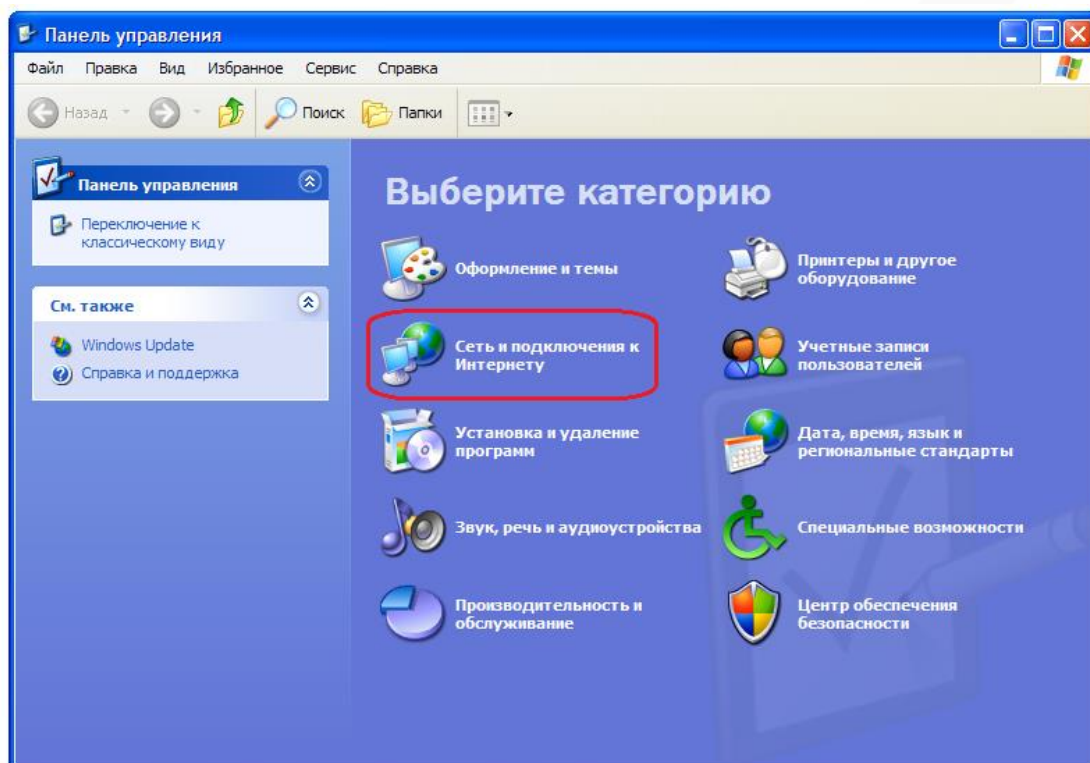 Панель управления
Файл Правка Вид Избранное Сервис Справка
Назад Поиск Папки
Панель управления
Переключение к
классическому виду
См. также
Windows Update
Справка и поддержка
Выберите категорию
Оформление и темы
Принтеры и другое
оборудование
Сеть и подключения к
Интернету
Учетные записи
пользователей
Установка и удаление
программ
Дата, время, язык и
региональные стандарты
Звук, речь и аудиоустройства
Специальные возможности
Производительность и
обслуживание
Центр обеспечения
безопасности